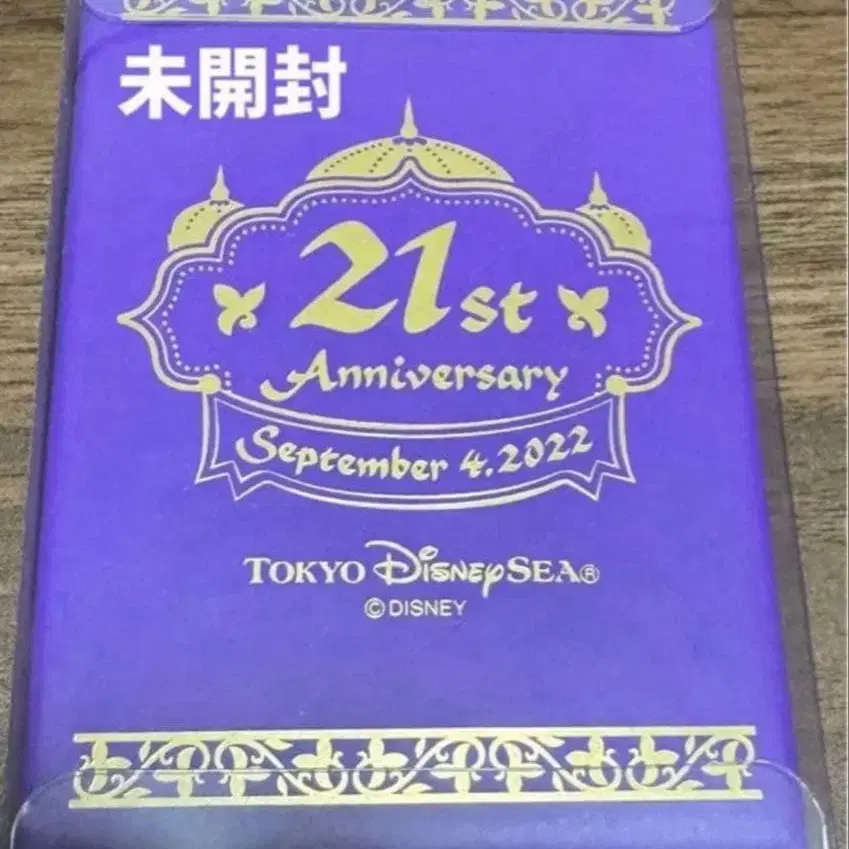 未開封
21st
Anniversary
September 4.2022
TOKYO DISNEYSEA®
©DISNEY